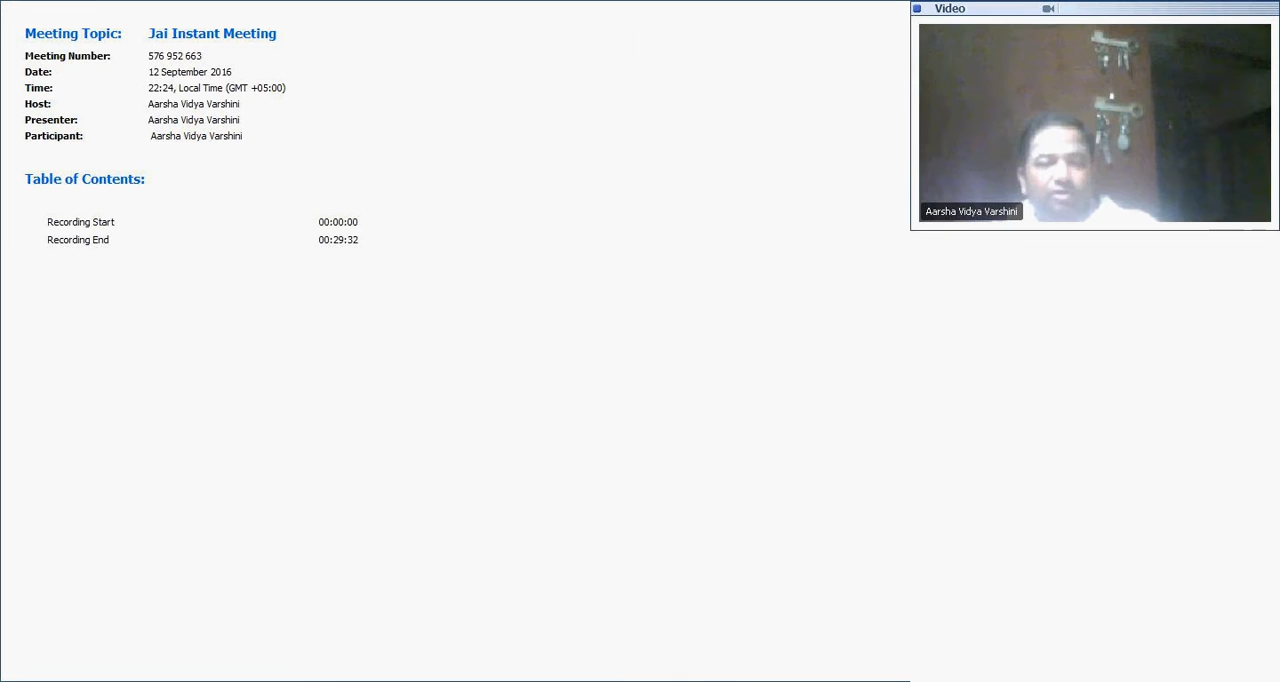 Meeting Topic: Jai Instant Meeting
Meeting Number: 576 952 663
Date: 12 September 2016
Time: 22:24, Local Time (GMT +05:00)
Host: Aarsha Vidya Varshini
Presenter: Aarsha Vidya Varshini
Participant: Aarsha Vidya Varshini
Table of Contents:
Recording Start 00:00:00
Recording End 00:29:32
Video
Aarsha Vidya Varshini